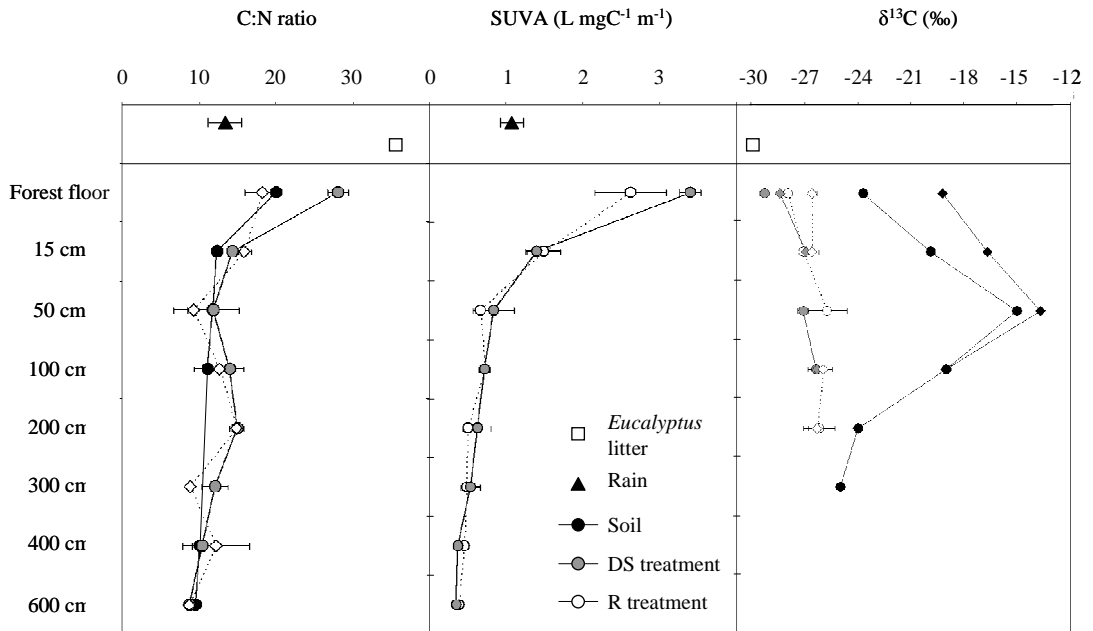 C:N ratio SUVA (L mgC⁻¹ m⁻¹) δ¹³C (‰)
0 10 20 30 0 1 2 3 -30 -27 -24 -21 -18 -15 -12
Forest floor
15 cm
50 cm
100 cm
200 cm
300 cm
400 cm
600 cm
Eucalyptus
litter
Rain
Soil
DS treatment
R treatment